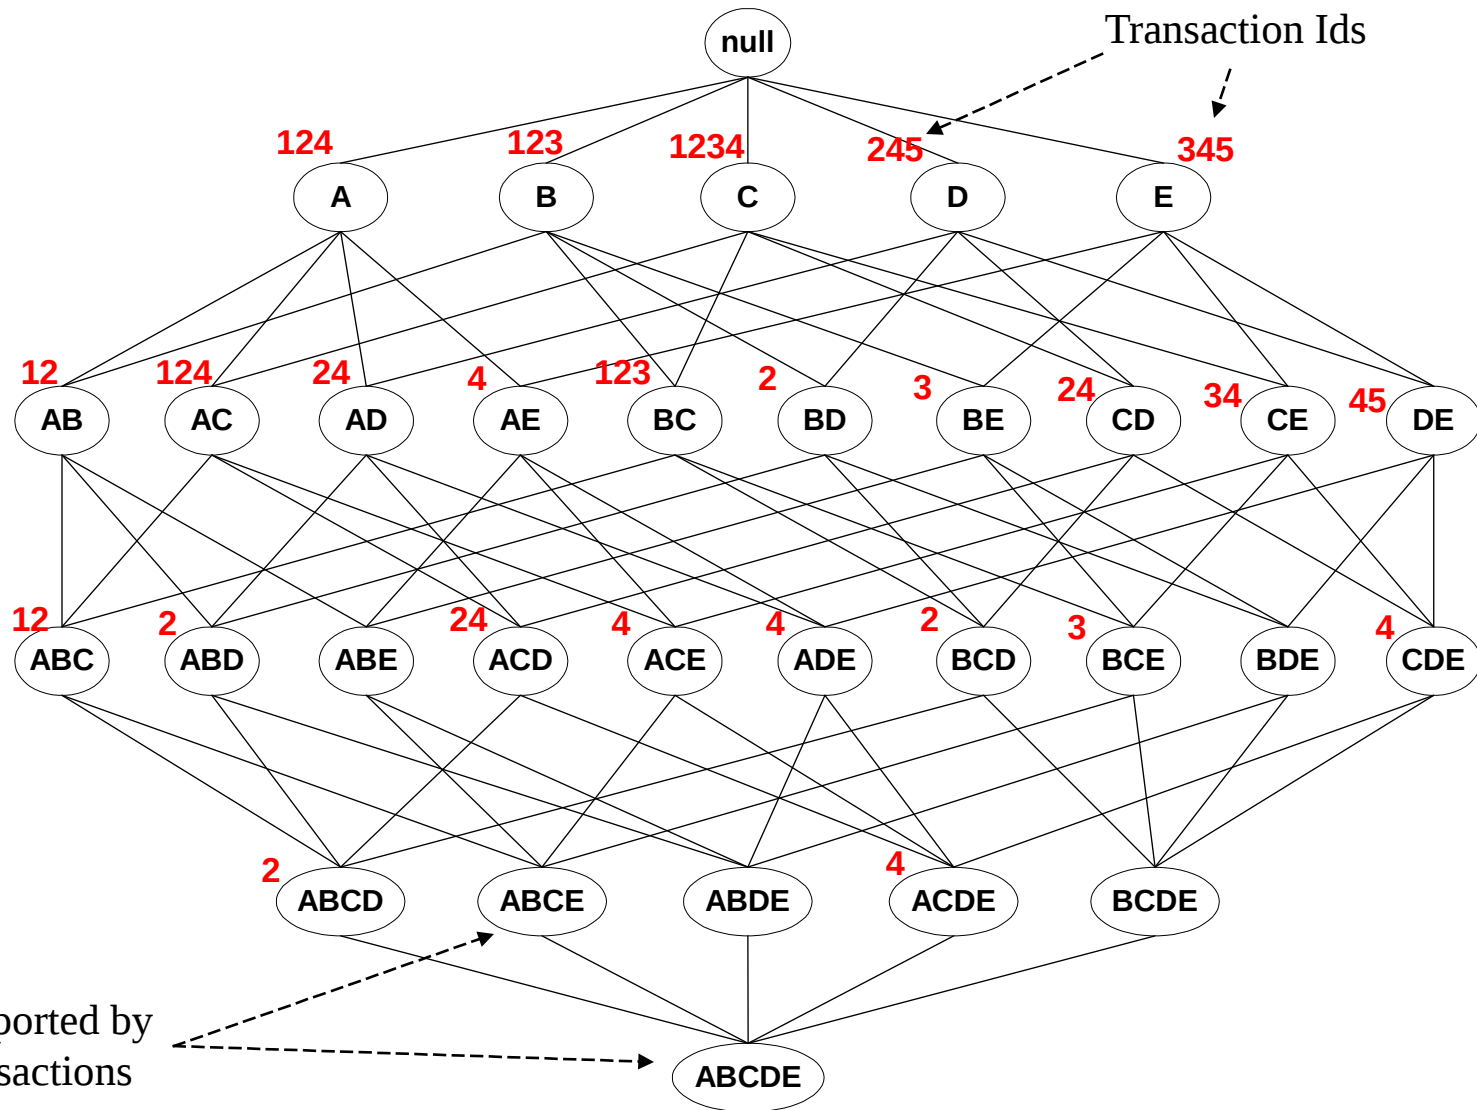 Transaction Ids
null
124 123 1234 245 345
A B C D E
12 124 24 4 123 2 3 24 34 45
AB AC AD AE BC BD BE CD CE DE
12 2 24 4 4 2 3 4
ABC ABD ABE ACD ACE ADE BCD BCE BDE CDE
2 4
ABCD ABCE ABDE ACDE BCDE
by
ABCDE